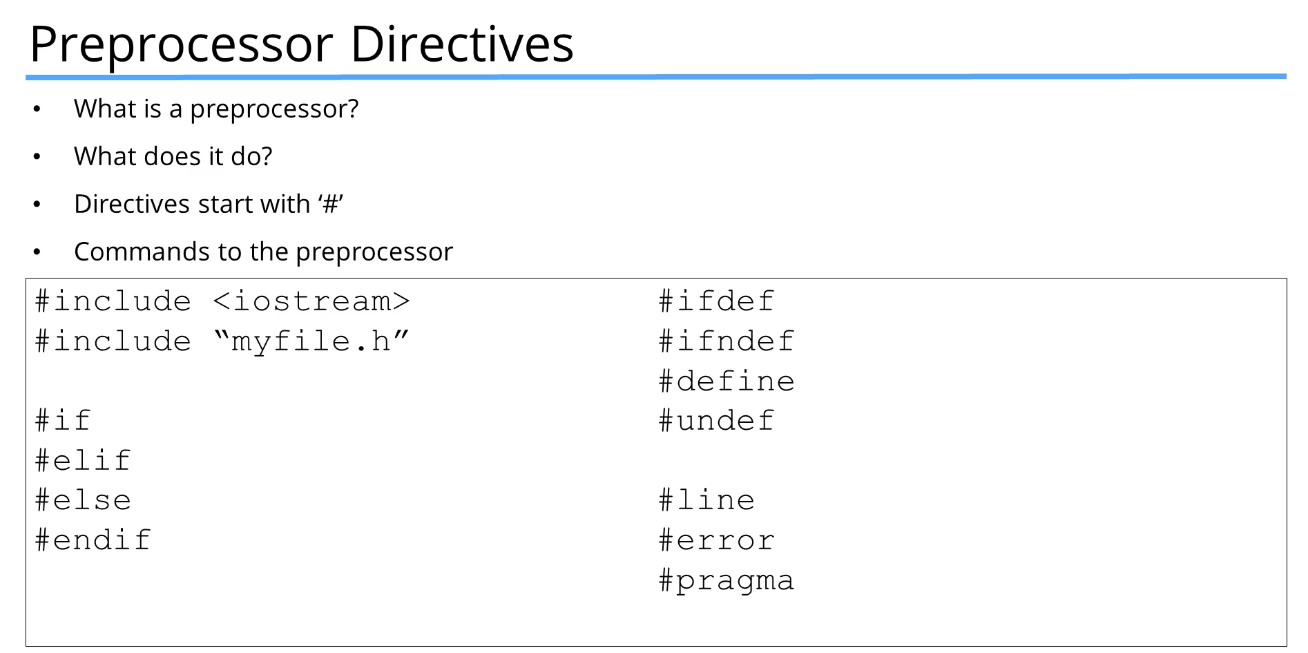 Preprocessor Directives
• What is a preprocessor?
• What does it do?
• Directives start with ‘#’
• Commands to the preprocessor
#include <iostream>
#include “myfile.h”
#if
#elif
#else
#endif
#ifdef
#ifndef
#define
#undef
#line
#error
#pragma